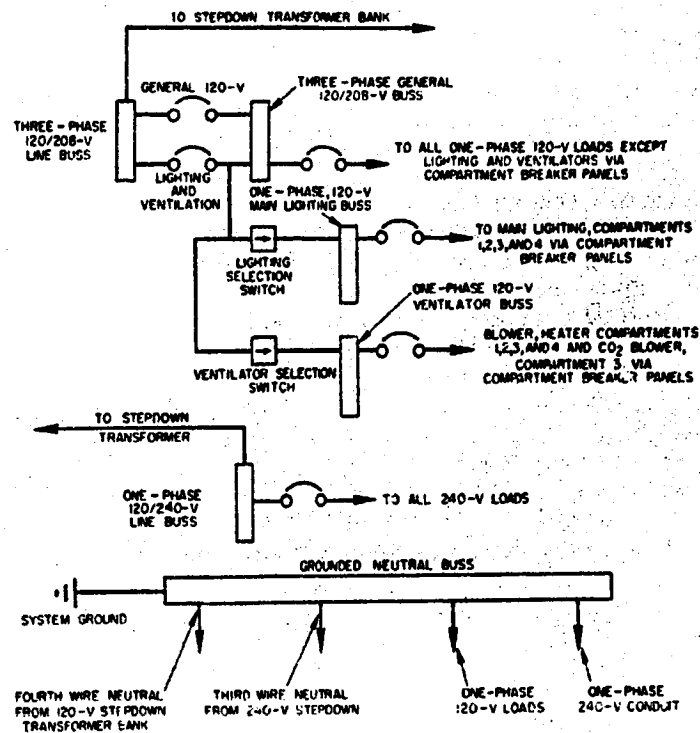 TO STEPDOWN TRANSFORMER BANK
GENERAL 120-V
THREE-PHASE GENERAL
120/208-V BUSS
THREE-PHASE
120/208-V
LINE BUSS
LIGHTING
AND
VENTILATION
TO ALL ONE-PHASE 120-V LOADS EXCEPT
LIGHTING AND VENTILATORS VIA
COMPARTMENT BREAKER PANELS
ONE-PHASE, 120-V
MAIN LIGHTING BUSS
LIGHTING
SELECTION
SWITCH
TO MAIN LIGHTING, COMPARTMENTS
1,2,3, AND 4 VIA COMPARTMENT
BREAKER PANELS
ONE-PHASE 120-V
VENTILATOR BUSS
VENTILATOR SELECTION
SWITCH
BLOWER, HEATER COMPARTMENTS
1,2,3, AND 4 AND CO2 BLOWER,
COMPARTMENT 5 VIA
COMPARTMENT BREAKER PANELS
TO STEPDOWN
TRANSFORMER
ONE-PHASE
120/240-V
LINE BUSS
TO ALL 240-V LOADS
GROUNDED NEUTRAL BUSS
SYSTEM GROUND
FOURTH WIRE NEUTRAL
FROM 120-V STEPDOWN
TRANSFORMER BANK
THIRD WIRE NEUTRAL
FROM 240-V STEPDOWN
ONE-PHASE
120-V LOADS
ONE-PHASE
240-V CONDUIT